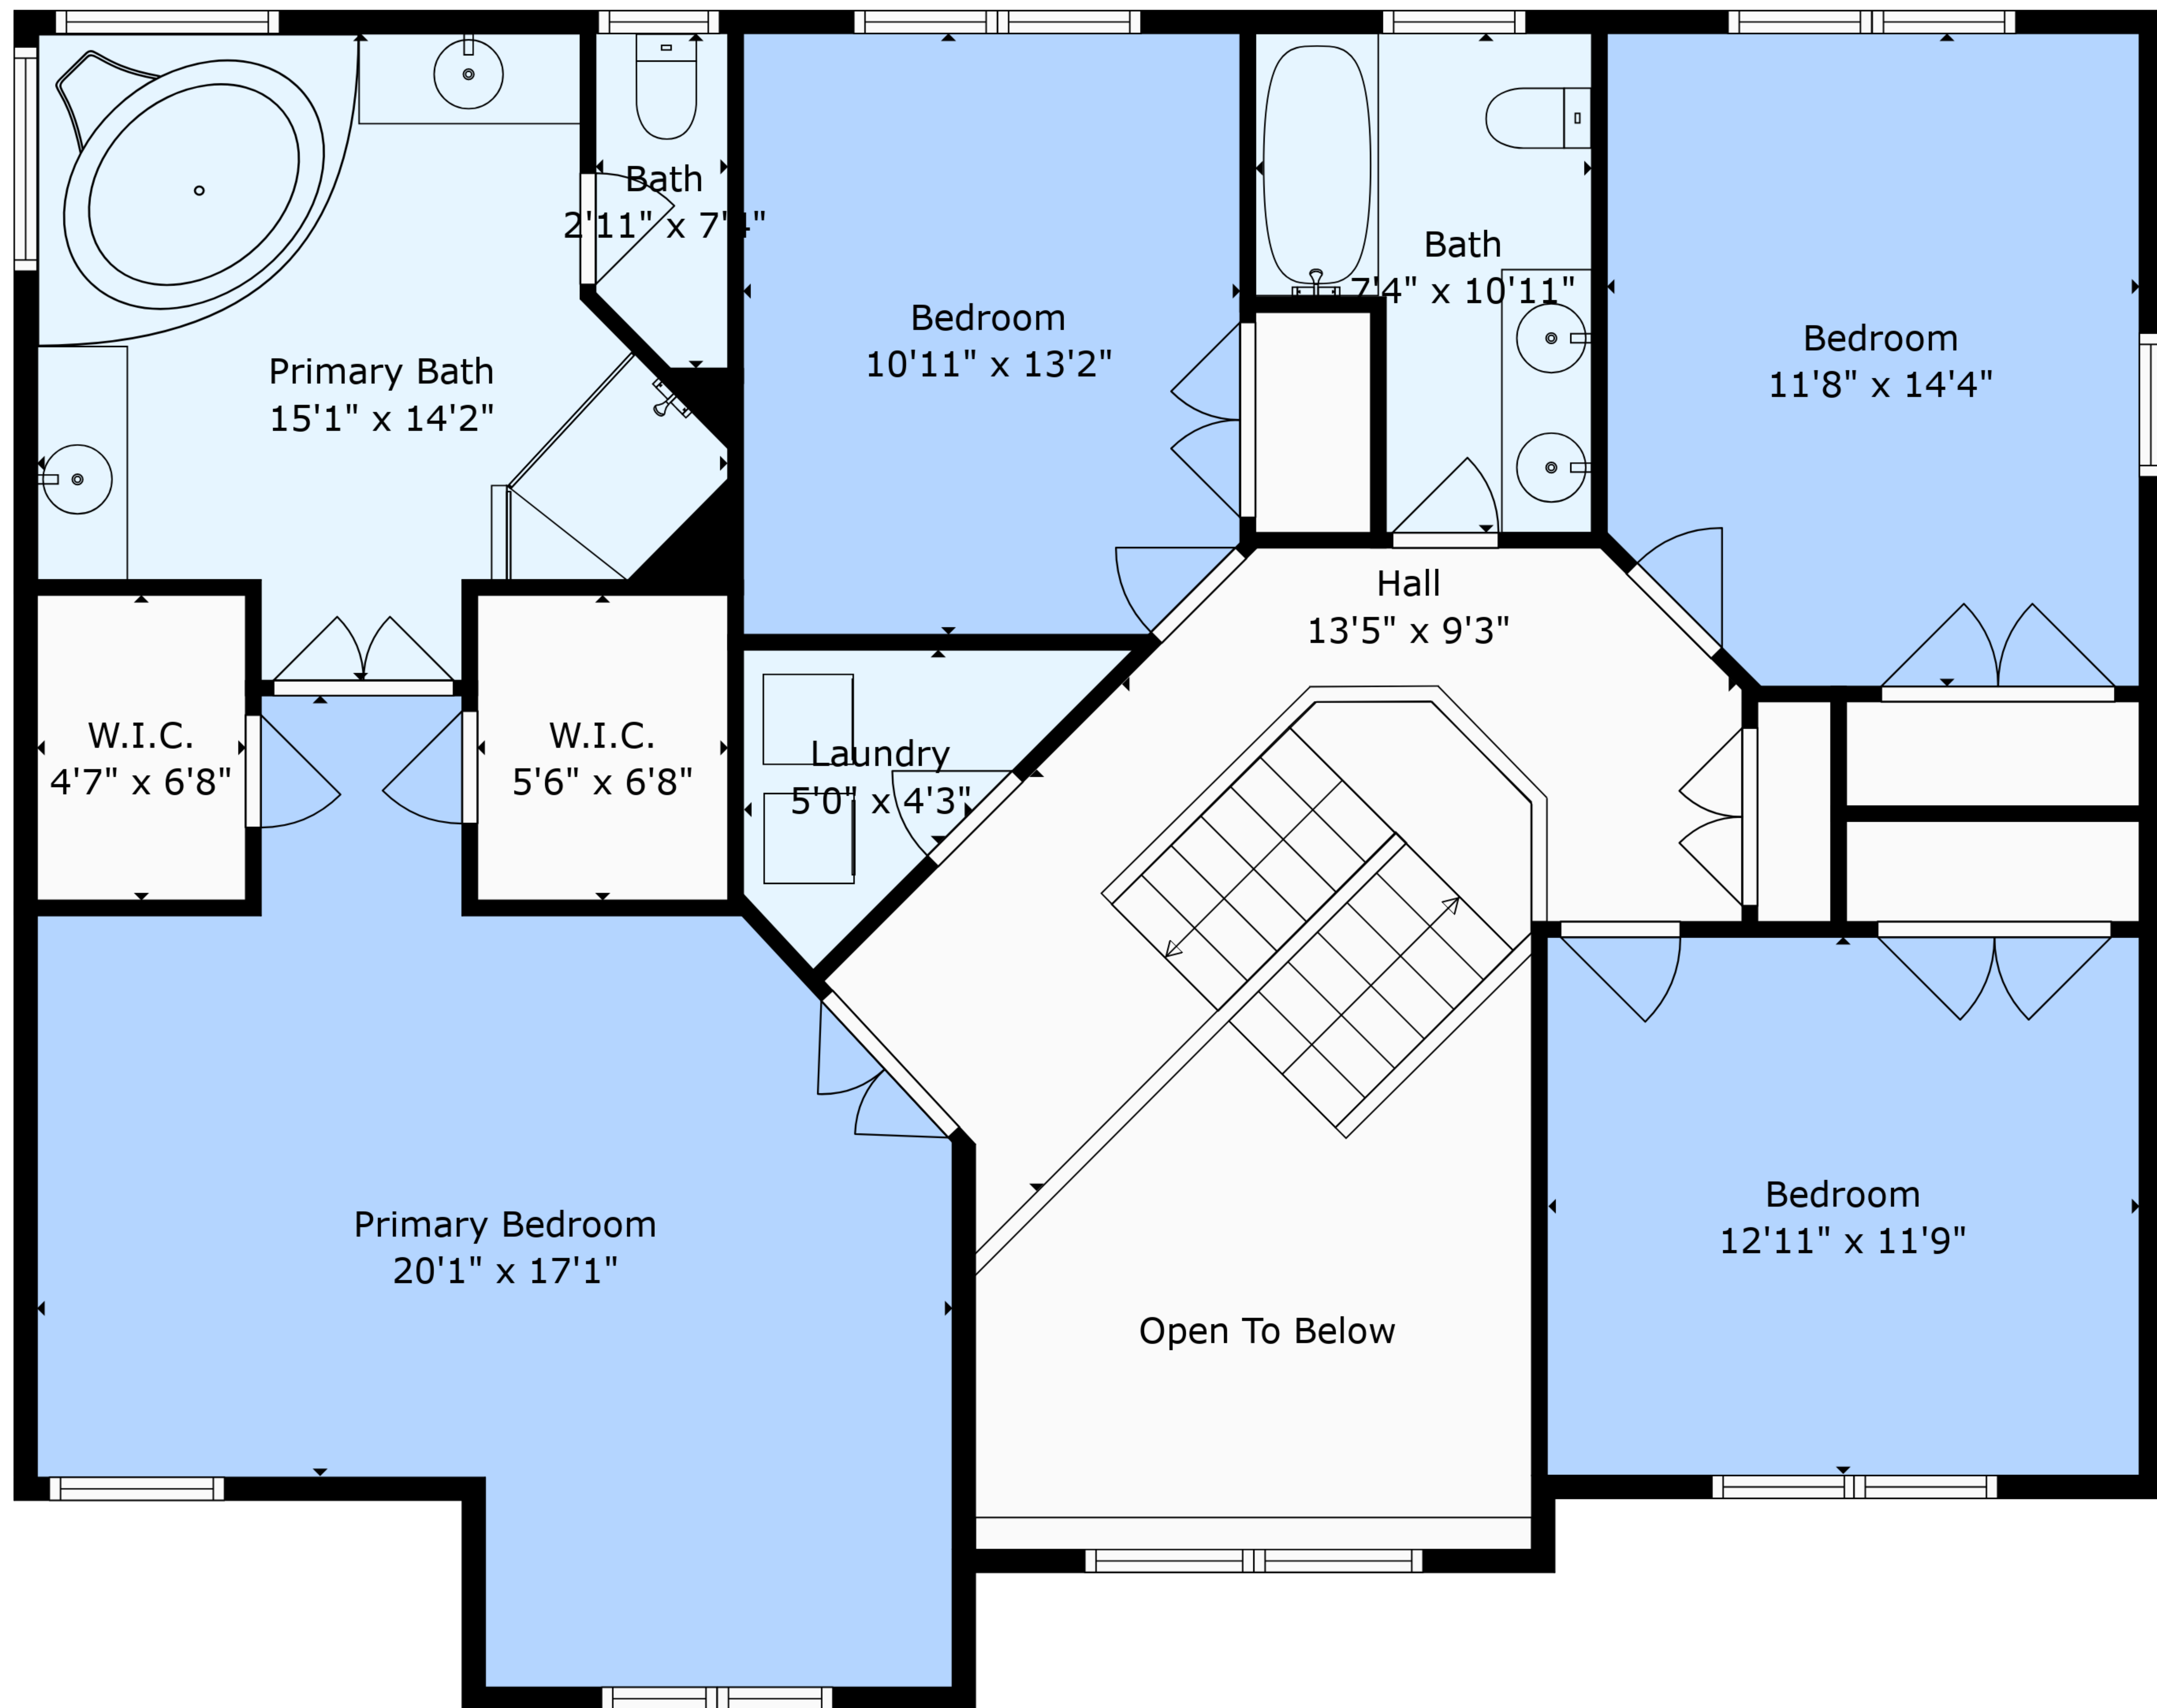 Bath
2'11" x 7'4"
Bath
7'4" x 10'11"
Bedroom
10'11" x 13'2"
Bedroom
11'8" x 14'4"
Primary Bath
15'1" x 14'2"
Hall
13'5" x 9'3"
W.I.C.
4'7" x 6'8"
W.I.C.
5'6" x 6'8"
Laundry
5'0" x 4'3"
Primary Bedroom
20'1" x 17'1"
Bedroom
12'11" x 11'9"
Open To Below